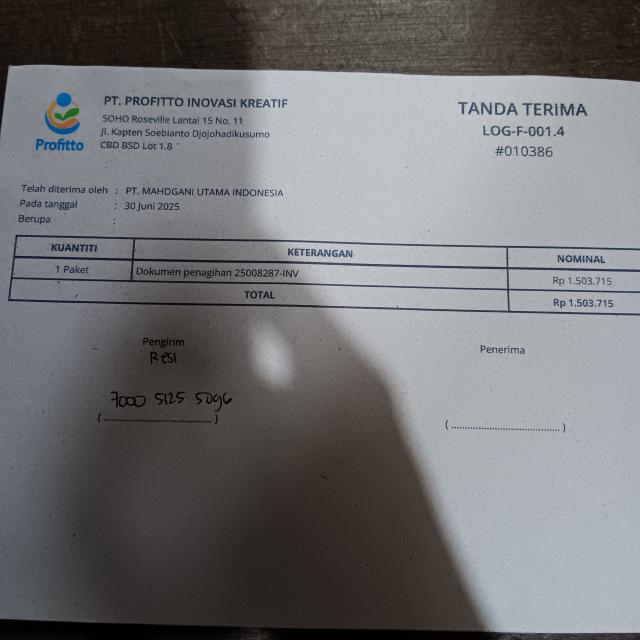 Profitto
PT. PROFITTO INOVASI KREATIF
SOHO Roseville Lantai 15 No. 11
Jl. Kapten Soebianto Djojohadikusumo
CBD BSD Lot 1.8
TANDA TERIMA
LOG-F-001.4
#010386
Telah diterima oleh : PT. MAHOGANI UTAMA INDONESIA
Pada tanggal : 30 Juni 2025
Berupa :
KUANTITI KETERANGAN NOMINAL
1 Paket Dokumen penagihan 25008287-INV Rp 1.503.715
TOTAL Rp 1.503.715
Pengirim Penerima
Resi
7000 5125 5096
(..............................) (..............................)